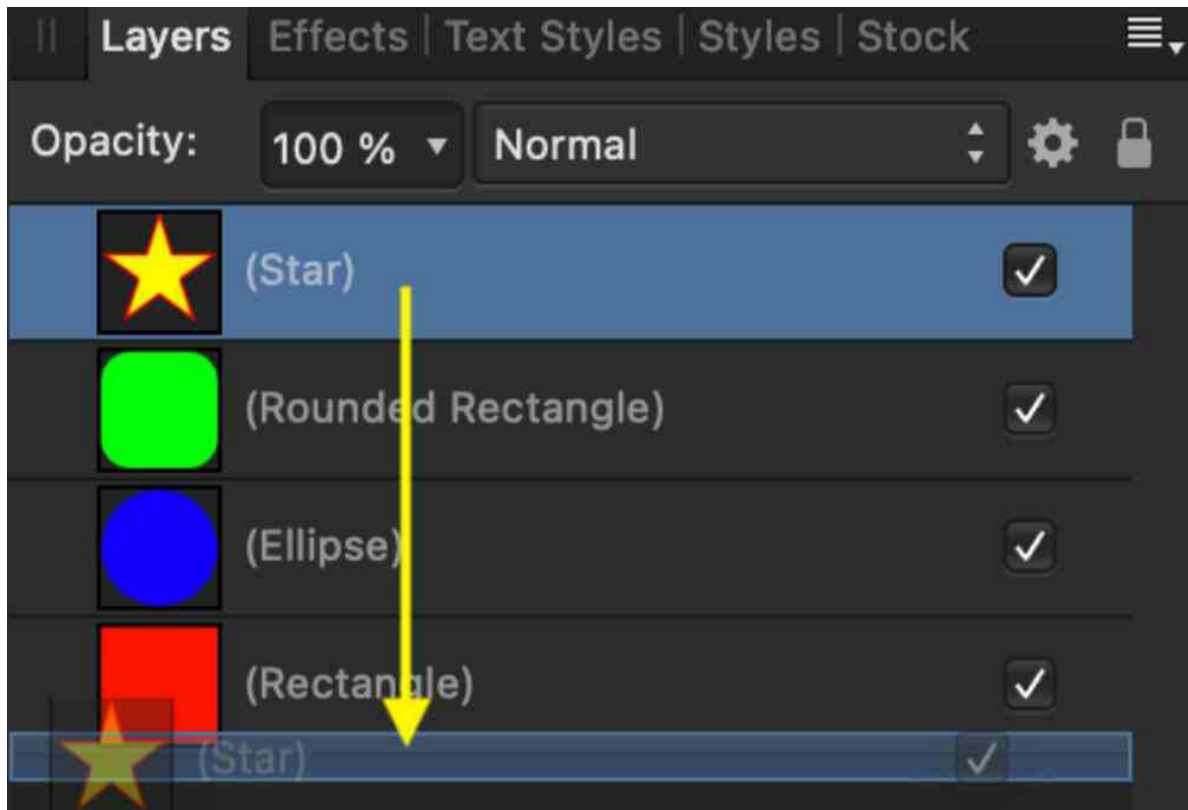 Layers Effects | Text Styles | Styles | Stock
Opacity: 100 % Normal
(Star)
(Rounded Rectangle)
(Ellipse)
(Rectangle)
(Star)